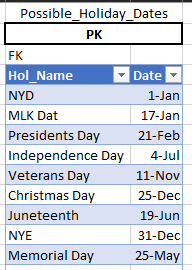 Possible_Holiday_Dates
PK
FK
Hol_Name Date
NYD 1-Jan
MLK Dat 17-Jan
Presidents Day 21-Feb
Independence Day 4-Jul
Veterans Day 11-Nov
Christmas Day 25-Dec
Juneteenth 19-Jun
NYE 31-Dec
Memorial Day 25-May